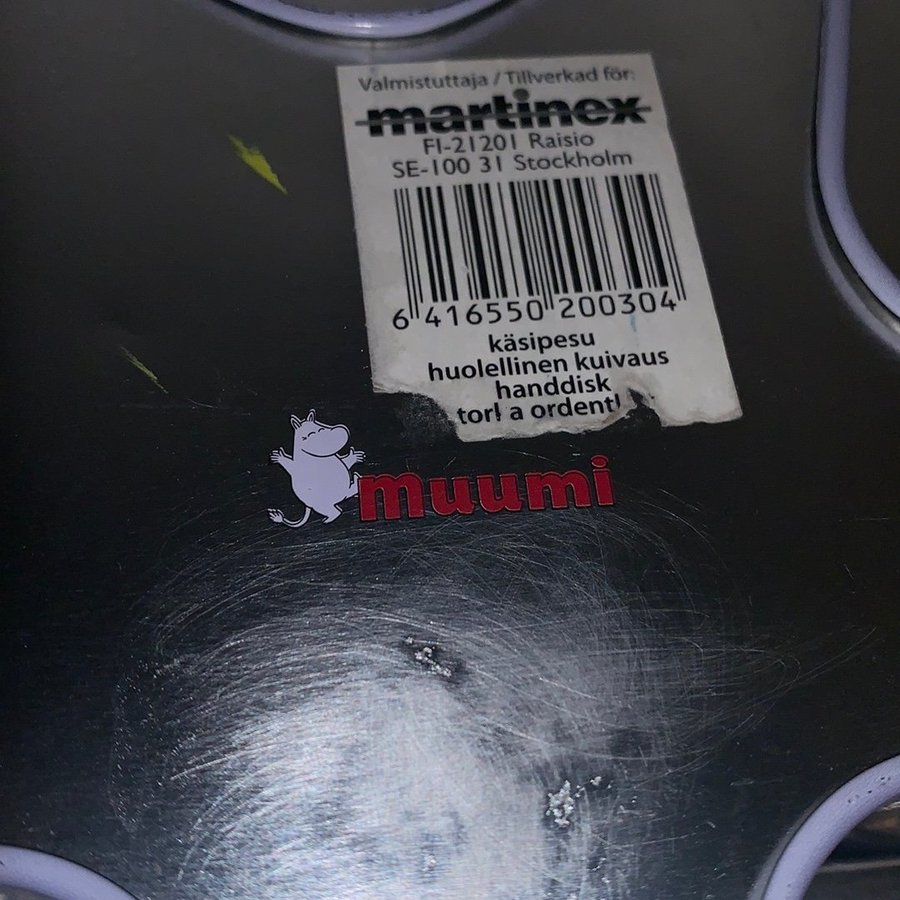 Valmistuttaja / Tillverkad för:
martinex
FI-21201 Raisio
SE-100 31 Stockholm
6 416550 200304
käsipesu
huolellinen kuivaus
handdisk
a
muumi